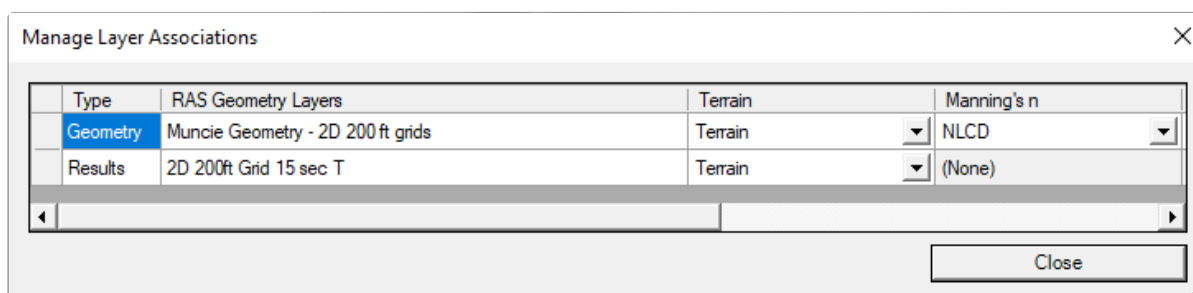 Manage Layer Associations
Type RAS Geometry Layers Terrain Manning's n
Geometry Muncie Geometry - 2D 200 ft grids Terrain NLCD
Results 2D 200ft Grid 15 sec T Terrain (None)
Close